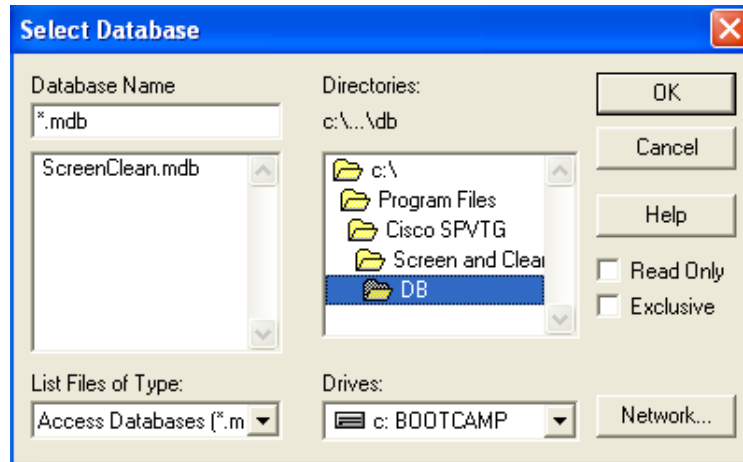 Select Database
Database Name
*.mdb
ScreenClean.mdb
List Files of Type:
Access Databases (*.m
Directories:
c:\...\db
c:\
Program Files
Cisco SPVTG
Screen and Clea
DB
Drives:
c: BOOTCAMP
OK
Cancel
Help
Read Only
Exclusive
Network...